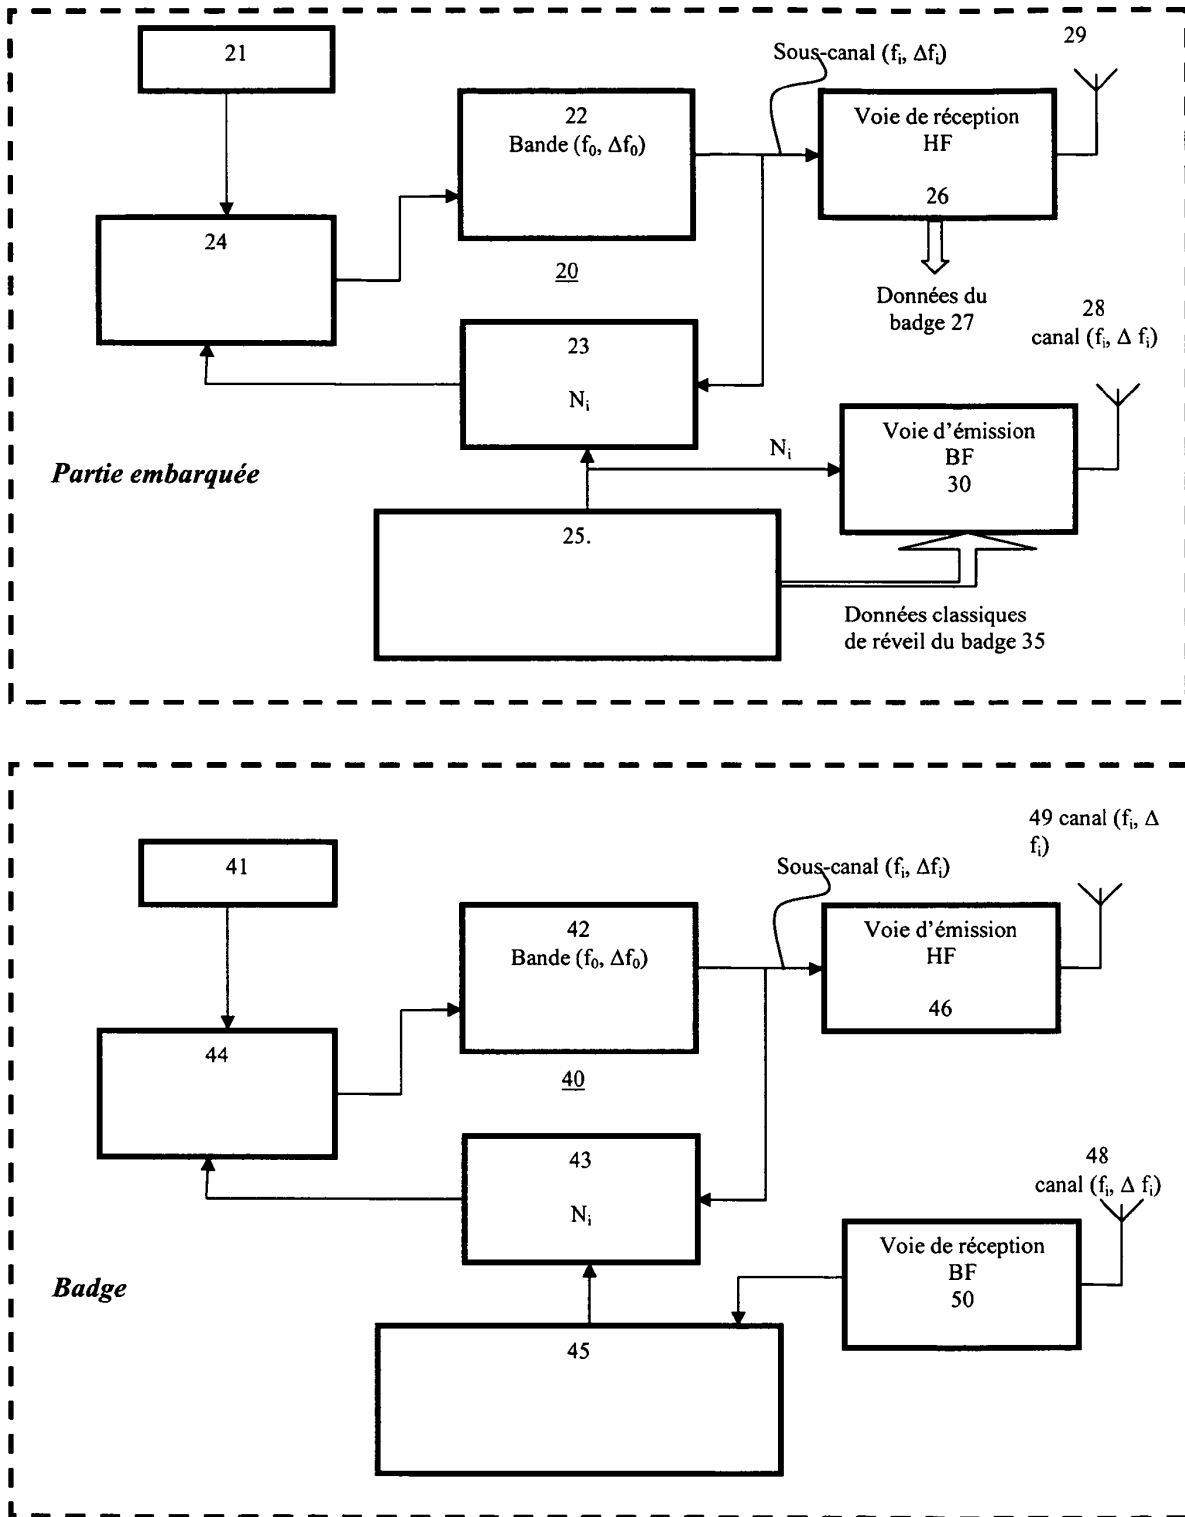 21
Sous-canal (fᵢ, Δfᵢ)
29
22
Bande (f₀, Δf₀)
Voie de réception
HF
26
24
20
Données du
badge 27
28
canal (fᵢ, Δ fᵢ)
23
Nᵢ
Voie d'émission
BF
30
Nᵢ
Partie embarquée
25.
Données classiques
de réveil du badge 35
49 canal (fᵢ, Δ
fᵢ)
41
Sous-canal (fᵢ, Δfᵢ)
42
Bande (f₀, Δf₀)
Voie d'émission
HF
46
44
40
48
canal (fᵢ, Δ fᵢ)
43
Nᵢ
Voie de réception
BF
50
Badge
45